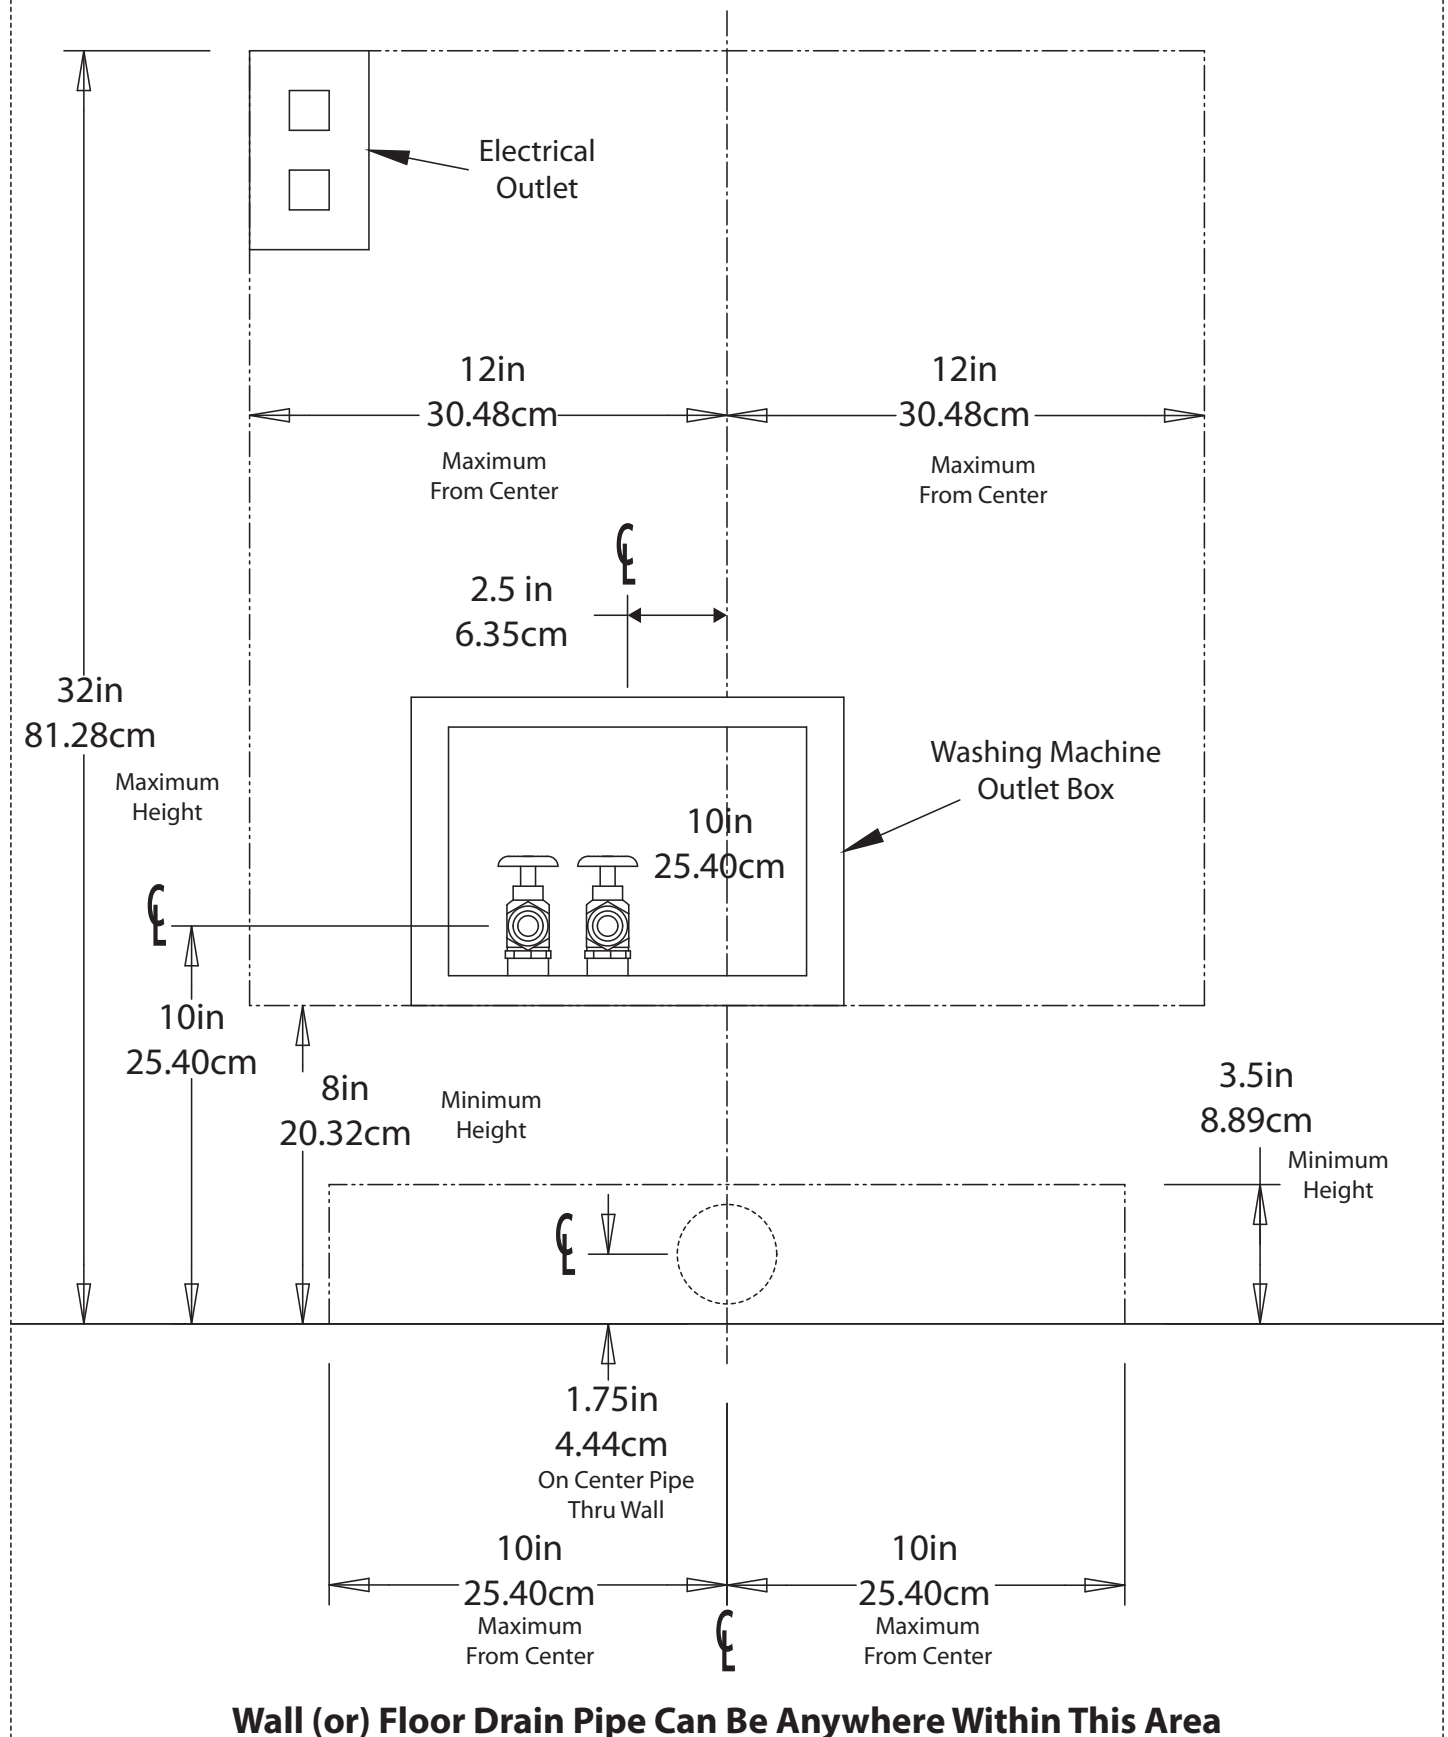 Electrical
Outlet
12in
30.48cm
Maximum
From Center
12in
30.48cm
Maximum
From Center
℄
2.5 in
6.35cm
32in
81.28cm
Maximum
Height
Washing Machine
Outlet Box
10in
25.40cm
℄
10in
25.40cm
8in
20.32cm
Minimum
Height
3.5in
8.89cm
Minimum
Height
℄
1.75in
4.44cm
On Center Pipe
Thru Wall
10in
25.40cm
Maximum
From Center
10in
25.40cm
Maximum
From Center
℄
Wall (or) Floor Drain Pipe Can Be Anywhere Within This Area